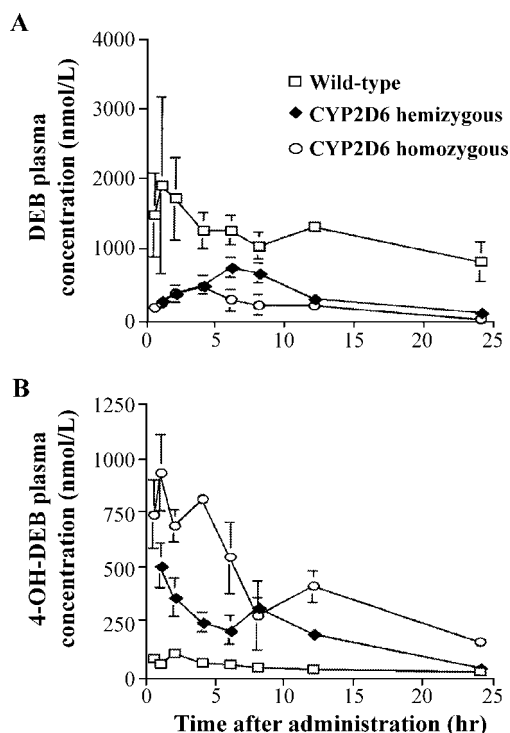 A
DEB plasma
concentration (nmol/L)
4000
3000
2000
1000
0
Wild-type
CYP2D6 hemizygous
CYP2D6 homozygous
0 5 10 15 20 25
B
4-OH-DEB plasma
concentration (nmol/L)
1250
1000
750
500
250
0
0 5 10 15 20 25
Time after administration (hr)